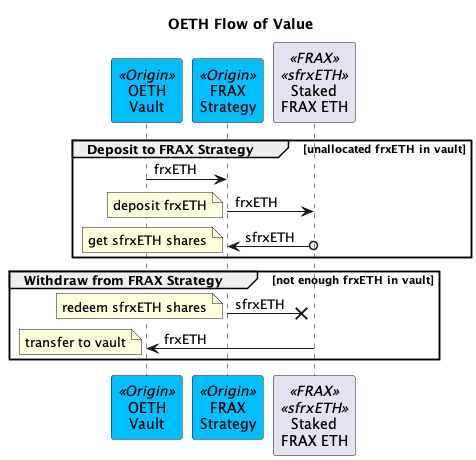 OETH Flow of Value
«Origin»
OETH
Vault
«Origin»
FRAX
Strategy
«FRAX»
«sfrxETH»
Staked
FRAX ETH
Deposit to FRAX Strategy [unallocated frxETH in vault]
frxETH
deposit frxETH
frxETH
get sfrxETH shares
sfrxETH
Withdraw from FRAX Strategy [not enough frxETH in vault]
redeem sfrxETH shares
sfrxETH
transfer to vault
frxETH
«Origin»
OETH
Vault
«Origin»
FRAX
Strategy
«FRAX»
«sfrxETH»
Staked
FRAX ETH